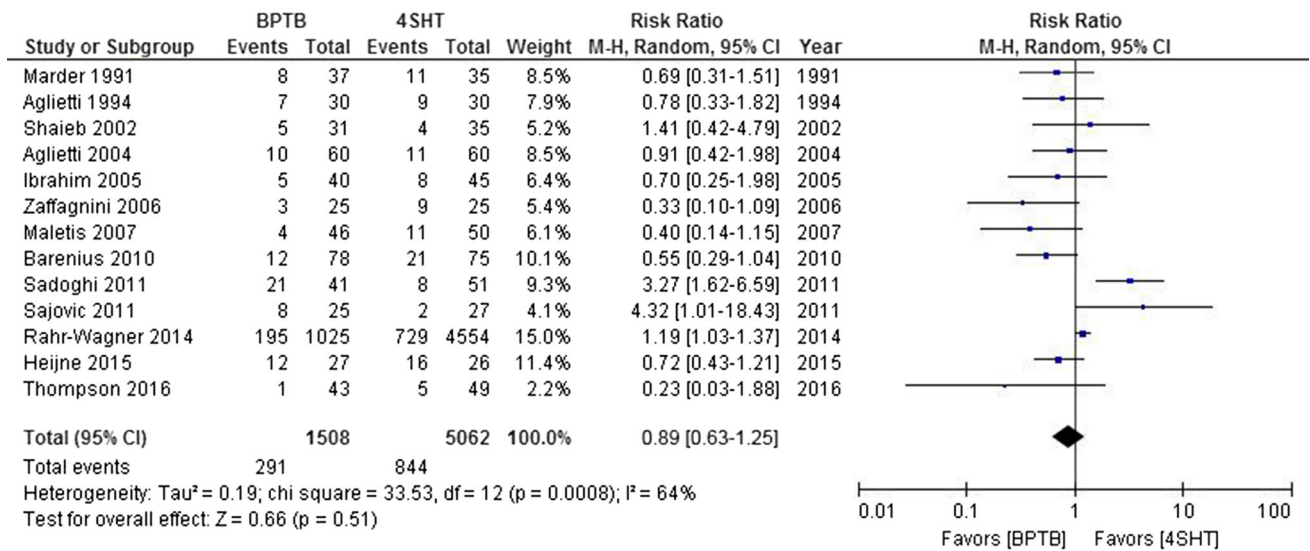 BPTB 4SHT Risk Ratio Risk Ratio
Study or Subgroup Events Total Events Total Weight M-H, Random, 95% CI Year M-H, Random, 95% CI
Marder 1991 8 37 11 35 8.5% 0.69 [0.31-1.51] 1991
Aglietti 1994 7 30 9 30 7.9% 0.78 [0.33-1.82] 1994
Shaieb 2002 5 31 4 35 5.2% 1.41 [0.42-4.79] 2002
Aglietti 2004 10 60 11 60 8.5% 0.91 [0.42-1.98] 2004
Ibrahim 2005 5 40 8 45 6.4% 0.70 [0.25-1.98] 2005
Zaffagnini 2006 3 25 9 25 5.4% 0.33 [0.10-1.09] 2006
Maletis 2007 4 46 11 50 6.1% 0.40 [0.14-1.15] 2007
Barenius 2010 12 78 21 75 10.1% 0.55 [0.29-1.04] 2010
Sadoghi 2011 21 41 8 51 9.3% 3.27 [1.62-6.59] 2011
Sajovic 2011 8 25 2 27 4.1% 4.32 [1.01-18.43] 2011
Rahr-Wagner 2014 195 1025 729 4554 15.0% 1.19 [1.03-1.37] 2014
Heijne 2015 12 27 16 26 11.4% 0.72 [0.43-1.21] 2015
Thompson 2016 1 43 5 49 2.2% 0.23 [0.03-1.88] 2016
Total (95% CI) 1508 5062 100.0% 0.89 [0.63-1.25]
Total events 291 844
Heterogeneity: Tau² = 0.19; chi square = 33.53, df = 12 (p = 0.0008); I² = 64%
Test for overall effect: Z = 0.66 (p = 0.51)
0.01 0.1 1 10 100
Favors [BPTB] Favors [4SHT]